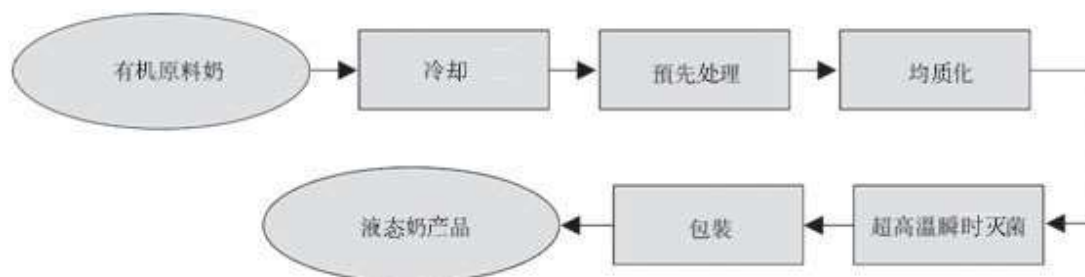 有机原料奶
冷却
预先处理
均质化
超高温瞬时灭菌
包装
液态奶产品